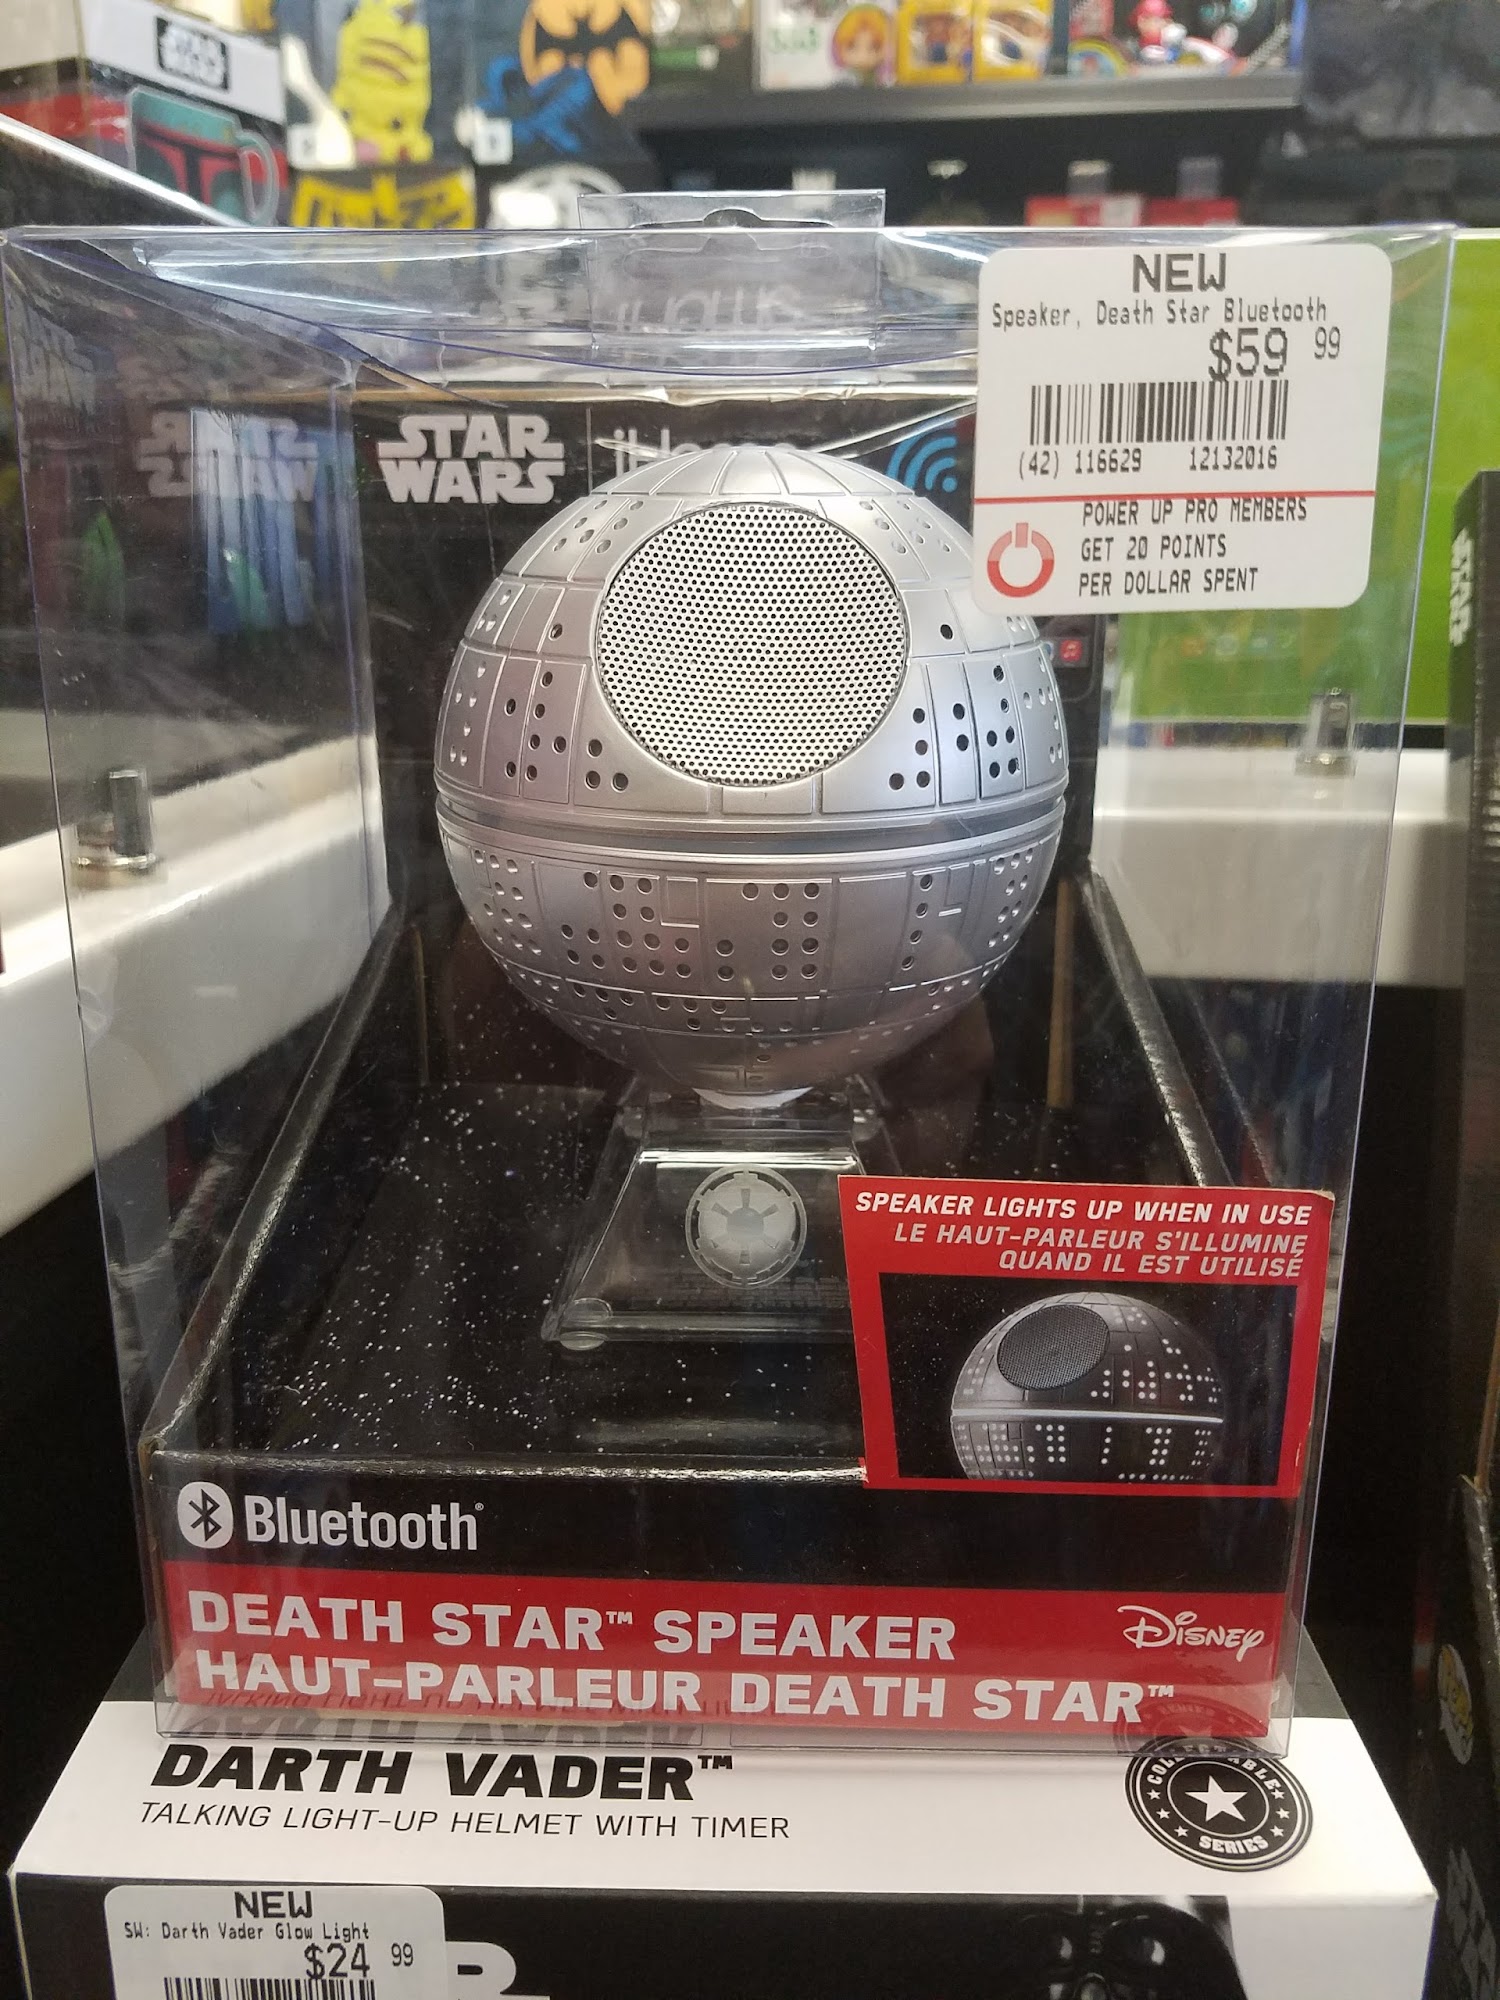 STAR
WARS
iHome
NEW
Speaker, Death Star Bluetooth
$59 99
(42) 116629 12132016
POWER UP PRO MEMBERS
GET 20 POINTS
PER DOLLAR SPENT
SPEAKER LIGHTS UP WHEN IN USE
LE HAUT-PARLEUR S'ILLUMINE
QUAND IL EST UTILISÉ
Bluetooth®
DEATH STAR™ SPEAKER
HAUT-PARLEUR DEATH STAR™
Disney
DARTH VADER™
TALKING LIGHT-UP HELMET WITH TIMER
COLLECTABLE
SERIES
NEW
SW: Darth Vader Glow Light
$24 99